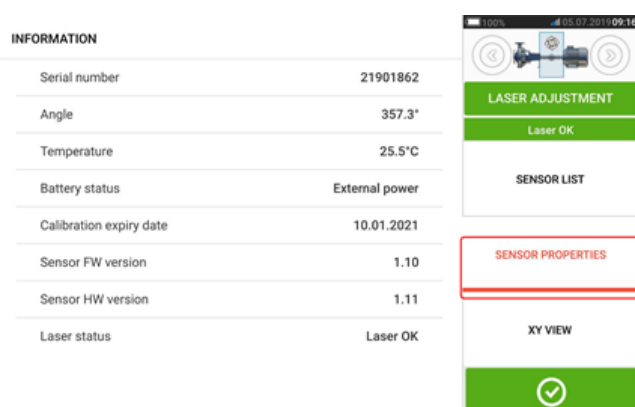 100% 05.07.2019 09:16
INFORMATION
Serial number 21901862
Angle 357.3°
Temperature 25.5°C
Battery status External power
Calibration expiry date 10.01.2021
Sensor FW version 1.10
Sensor HW version 1.11
Laser status Laser OK
LASER ADJUSTMENT
Laser OK
SENSOR LIST
SENSOR PROPERTIES
XY VIEW